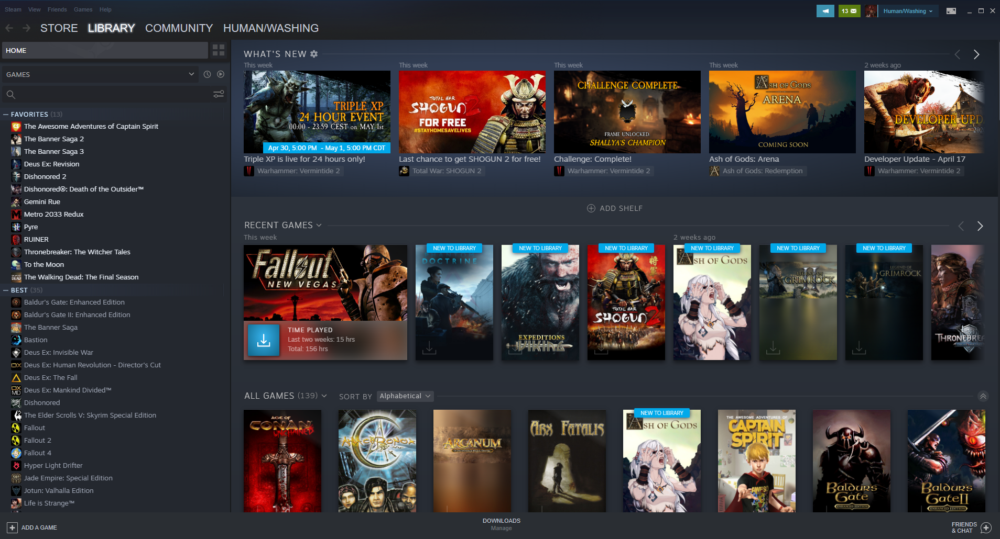 Steam View Friends Games Help
13
Human/Washing
STORE LIBRARY COMMUNITY HUMAN/WASHING
HOME
GAMES
FAVORITES (13)
The Awesome Adventures of Captain Spirit
The Banner Saga 2
The Banner Saga 3
Deus Ex: Revision
Dishonored 2
Dishonored®: Death of the Outsider™
Gemini Rue
Metro 2033 Redux
Pyre
RUINER
Thronebreaker: The Witcher Tales
To the Moon
The Walking Dead: The Final Season
BEST (35)
Baldur's Gate: Enhanced Edition
Baldur's Gate II: Enhanced Edition
The Banner Saga
Bastion
Deus Ex: Invisible War
Deus Ex: Human Revolution - Director's Cut
Deus Ex: The Fall
Deus Ex: Mankind Divided™
Dishonored
The Elder Scrolls V: Skyrim Special Edition
Fallout
Fallout 2
Fallout 4
Hyper Light Drifter
Jade Empire: Special Edition
Jotun: Valhalla Edition
Life is Strange™
ADD A GAME
WHAT'S NEW
This week
TRIPLE XP
24 HOUR EVENT
00:00 - 23:59 CEST on MAY 1st
Apr 30, 5:00 PM - May 1, 5:00 PM CDT
Triple XP is live for 24 hours only!
Warhammer: Vermintide 2
This week
TOTAL WAR
SHOGUN 2
FOR FREE
#STAYHOMESAVELIVES
Last chance to get SHOGUN 2 for free!
Total War: SHOGUN 2
This week
CHALLENGE COMPLETE
FRAME UNLOCKED:
SHALLYA'S CHAMPION
Challenge: Complete!
Warhammer: Vermintide 2
This week
ASH OF GODS
ARENA
COMING SOON
Ash of Gods: Arena
Ash of Gods: Redemption
2 weeks ago
DEVELOPER UPD
202
Developer Update - April 17
Warhammer: Vermintide 2
ADD SHELF
RECENT GAMES
This week
2 weeks ago
Fallout
NEW VEGAS
TIME PLAYED
Last two weeks: 15 hrs
Total: 156 hrs
NEW TO LIBRARY
DOCTRINE
NEW TO LIBRARY
EXPEDITIONS
VIKING
NEW TO LIBRARY
将軍
TOTAL WAR
SHOGUN 2
NEW TO LIBRARY
ASH OF GODS
NEW TO LIBRARY
LEGEND OF
GRIMROCK
II
NEW TO LIBRARY
LEGEND OF
GRIMROCK
THRONEBREA
ALL GAMES (139)
SORT BY Alphabetical
AGE OF
CONAN
UNCHAINED
ANACHRONOX
ARCANUM
ARX FATALIS
NEW TO LIBRARY
ASH OF GODS
THE AWESOME ADVENTURES OF
CAPTAIN
SPIRIT
AWESO
BALDUR'S
GATE
ENHANCED EDITION
BALDUR'S
GATE II
ENHANCED EDITION
DOWNLOADS
Manage
FRIENDS
& CHAT